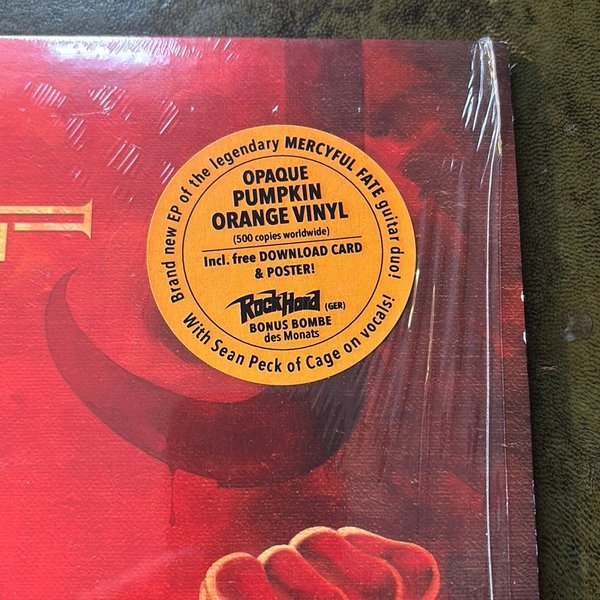 Brand new EP of the legendary MERCYFUL FATE guitar duo!
OPAQUE
PUMPKIN
ORANGE VINYL
(500 copies worldwide)
Incl. free DOWNLOAD CARD
& POSTER!
RockHard (GER)
BONUS BOMBE
des Monats
With Sean Peck of Cage on vocals!